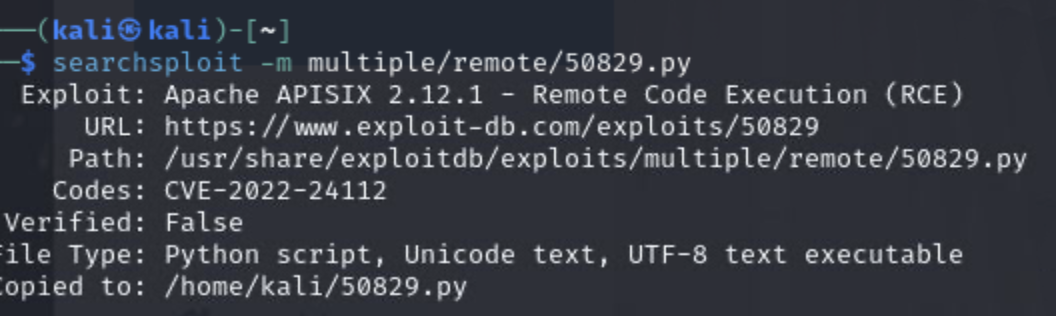 ──(kali㉿kali)-[~]
─$ searchsploit -m multiple/remote/50829.py
Exploit: Apache APISIX 2.12.1 - Remote Code Execution (RCE)
URL: https://www.exploit-db.com/exploits/50829
Path: /usr/share/exploitdb/exploits/multiple/remote/50829.py
Codes: CVE-2022-24112
Verified: False
File Type: Python script, Unicode text, UTF-8 text executable
Copied to: /home/kali/50829.py